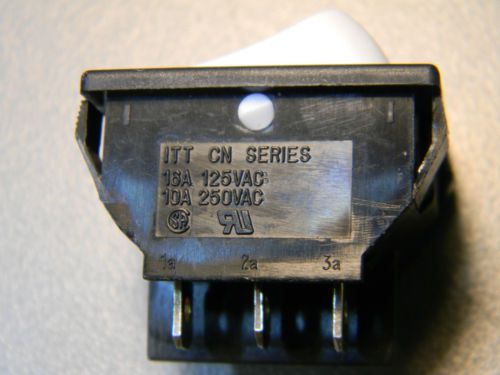 ITT CN SERIES
16A 125VAC
10A 250VAC
1a 2a 3a